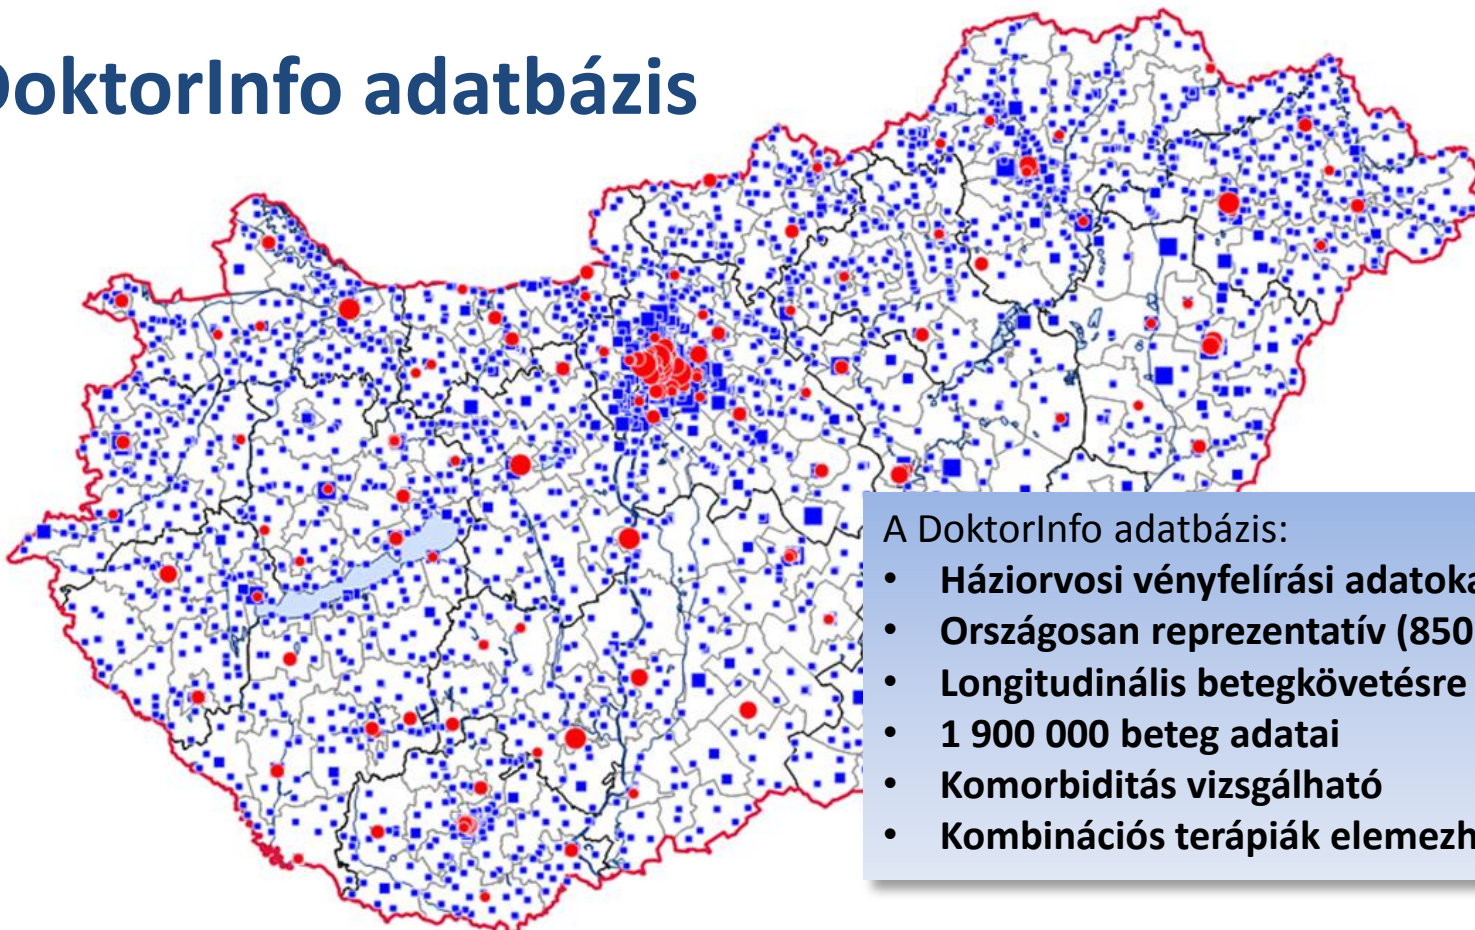 DoktorInfo adatbázis
A DoktorInfo adatbázis:
• Háziorvosi vényfelírási adatoka
• Országosan reprezentatív (850
• Longitudinális betegkövetésre
• 1 900 000 beteg adatai
• Komorbiditás vizsgálható
• Kombinációs terápiák elemezh